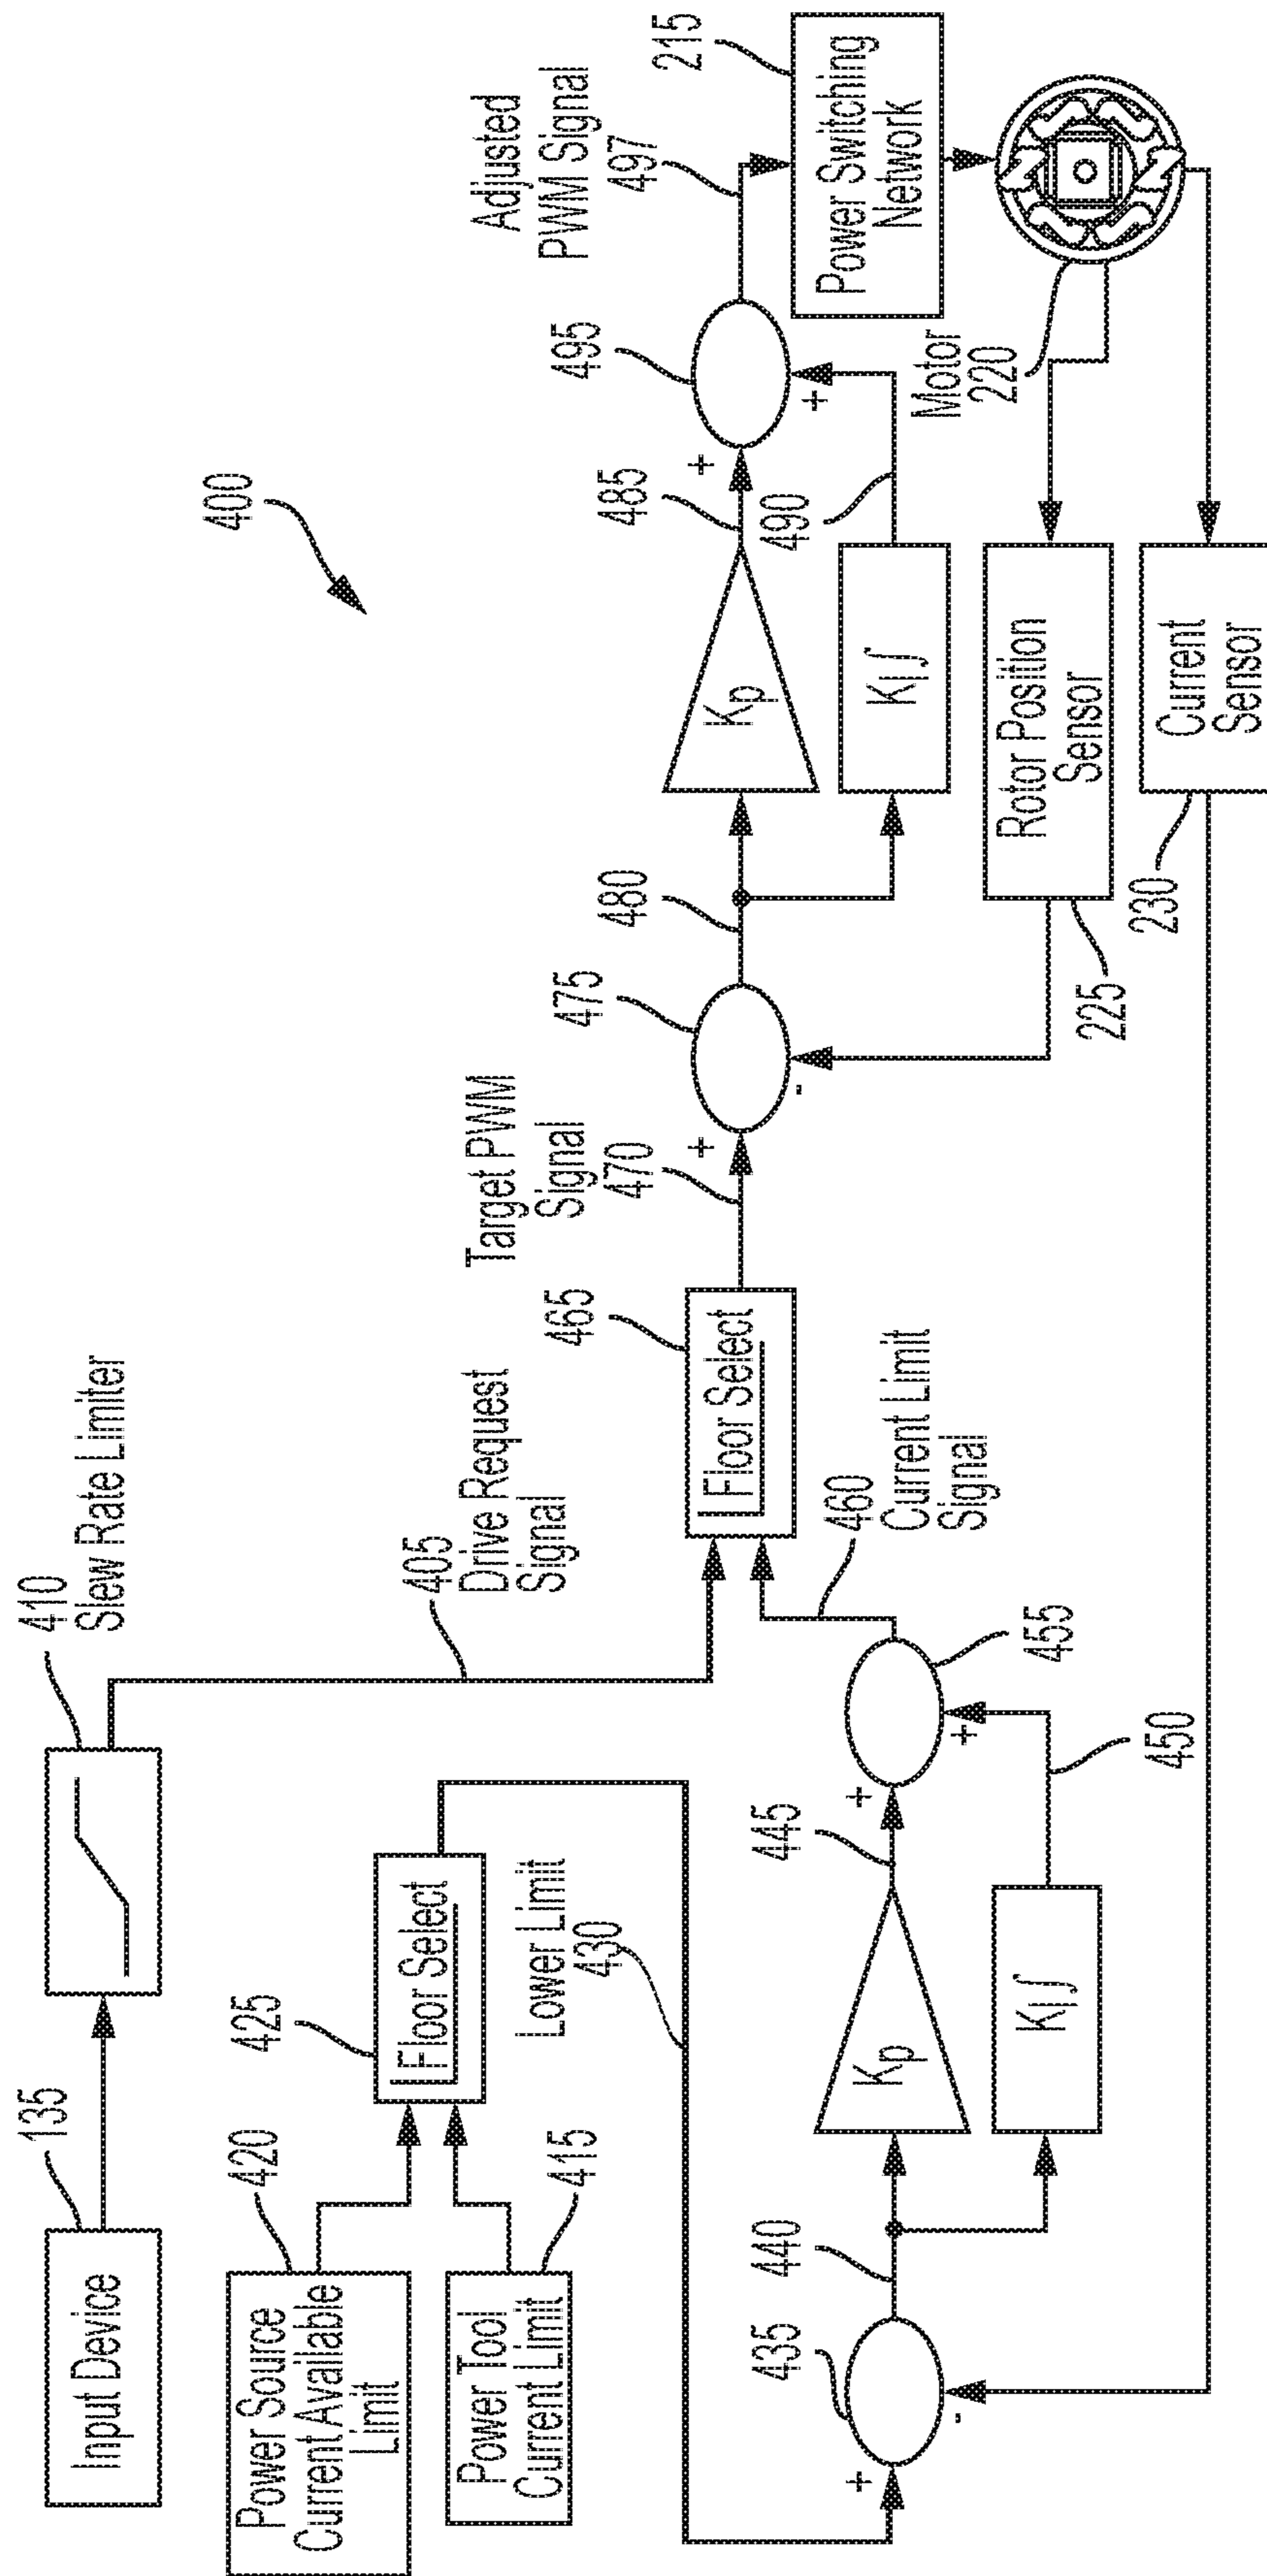 400
135
Input Device
410
Slew Rate Limiter
420
Power Source
Current Available
Limit
415
Power Tool
Current Limit
425
Floor Select
405
Drive Request
Signal
Lower Limit
430
435
+
-
440
Kp
KI∫
445
450
+
+
455
460
Current Limit
Signal
465
Floor Select
Target PWM
Signal
470
+
-
475
480
Kp
KI∫
485
490
+
+
495
Adjusted
PWM Signal
497
215
Power Switching
Network
Motor
220
Rotor Position
Sensor
225
Current
Sensor
230